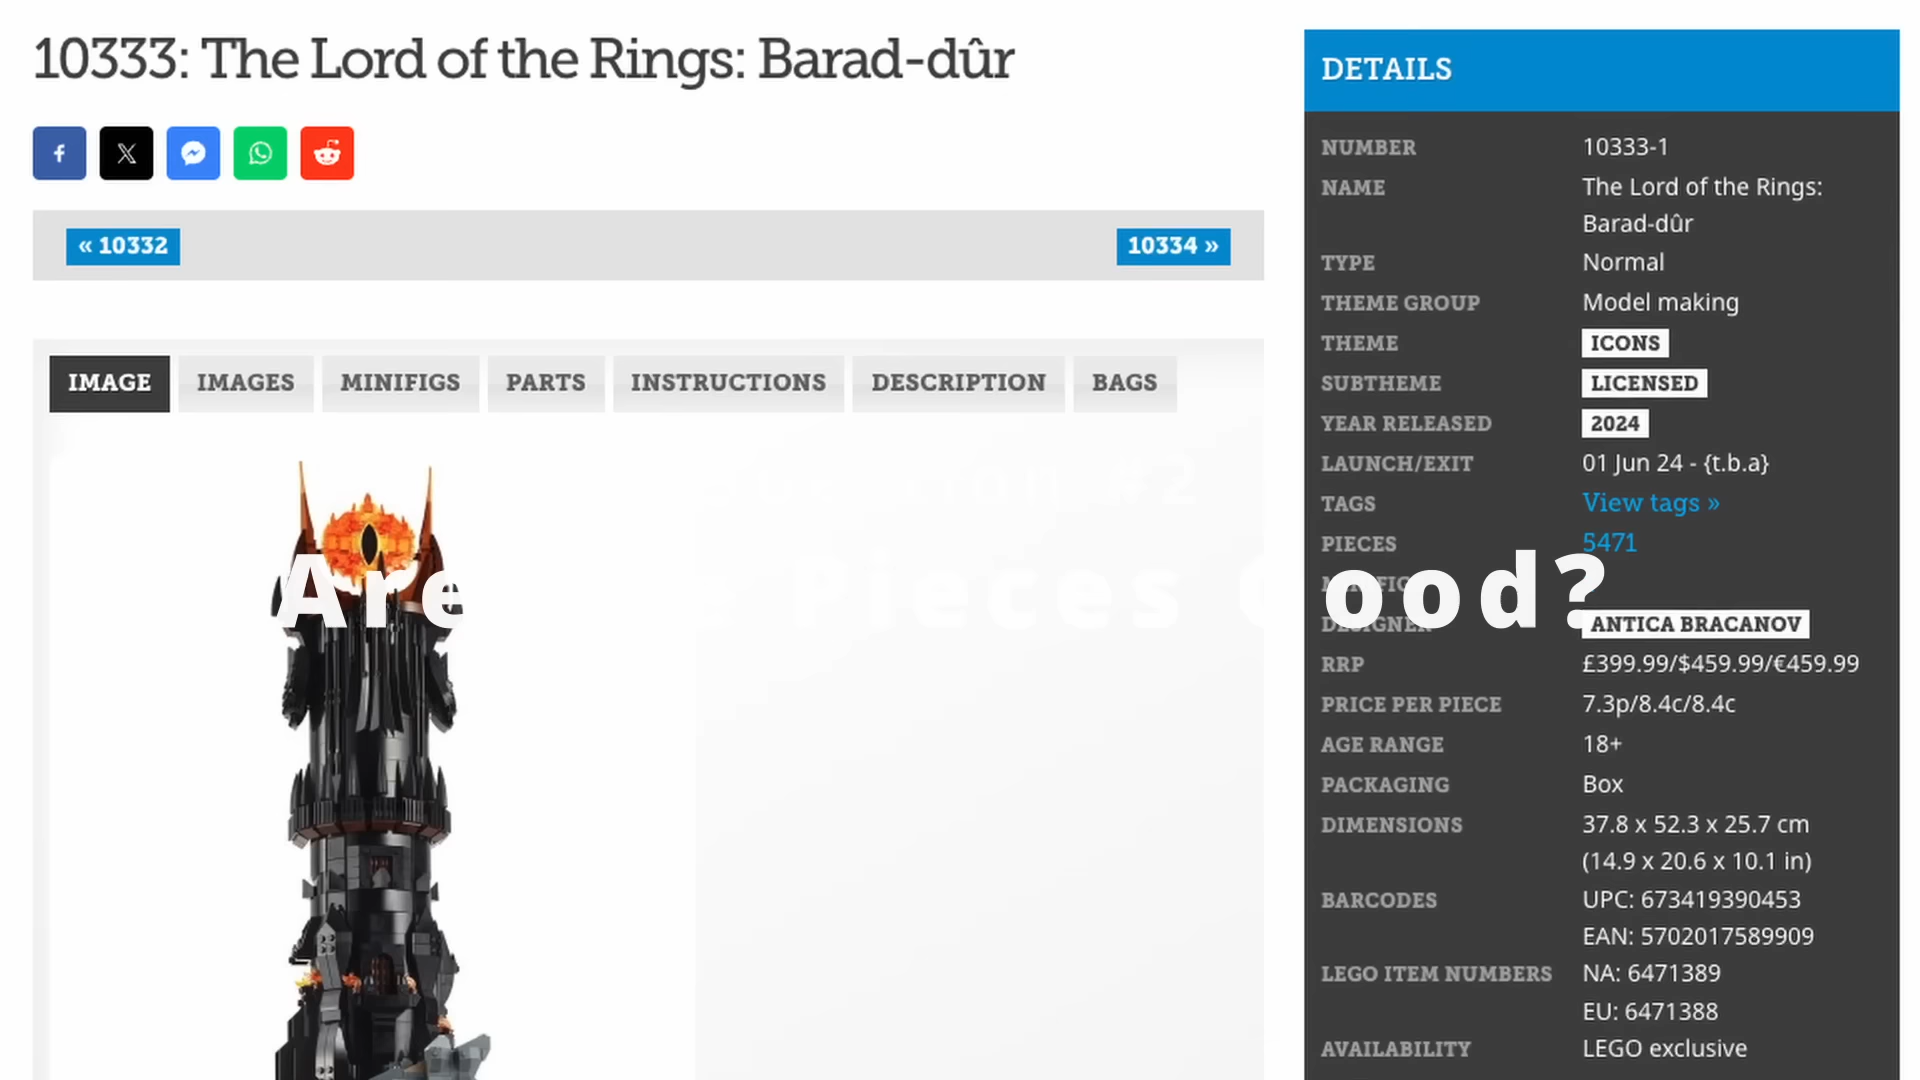 10333: The Lord of the Rings: Barad-dûr
« 10332
10334 »
IMAGE
IMAGES
MINIFIGS
PARTS
INSTRUCTIONS
DESCRIPTION
BAGS
#2
Are Pieces Good?
DETAILS
NUMBER 10333-1
NAME The Lord of the Rings:
Barad-dûr
TYPE Normal
THEME GROUP Model making
THEME ICONS
SUBTHEME LICENSED
YEAR RELEASED 2024
LAUNCH/EXIT 01 Jun 24 - {t.b.a}
TAGS View tags »
PIECES 5471
DESIGNER ANTICA BRACANOV
RRP £399.99/$459.99/€459.99
PRICE PER PIECE 7.3p/8.4c/8.4c
AGE RANGE 18+
PACKAGING Box
DIMENSIONS 37.8 x 52.3 x 25.7 cm
(14.9 x 20.6 x 10.1 in)
BARCODES UPC: 673419390453
EAN: 5702017589909
LEGO ITEM NUMBERS NA: 6471389
EU: 6471388
AVAILABILITY LEGO exclusive